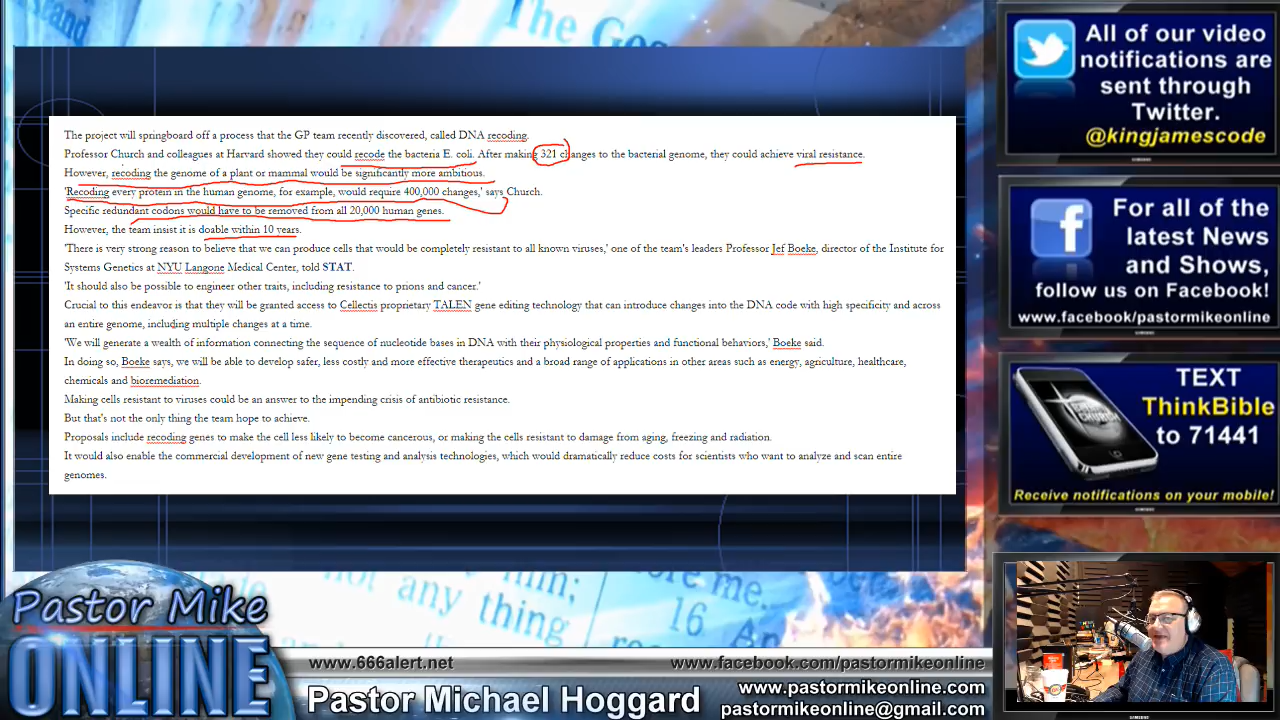 The Gos
The project will springboard off a process that the GP team recently discovered, called DNA recoding.
Professor Church and colleagues at Harvard showed they could recode the bacteria E. coli. After making 321 changes to the bacterial genome, they could achieve viral resistance.
However, recoding the genome of a plant or mammal would be significantly more ambitious.
'Recoding every protein in the human genome, for example, would require 400,000 changes,' says Church.
Specific redundant codons would have to be removed from all 20,000 human genes.
However, the team insist it is doable within 10 years.
'There is very strong reason to believe that we can produce cells that would be completely resistant to all known viruses,' one of the team's leaders Professor Jef Boeke, director of the Institute for
Systems Genetics at NYU Langone Medical Center, told STAT.
'It should also be possible to engineer other traits, including resistance to prions and cancer.'
Crucial to this endeavor is that they will be granted access to Cellectis proprietary TALEN gene editing technology that can introduce changes into the DNA code with high specificity and across
an entire genome, including multiple changes at a time.
'We will generate a wealth of information connecting the sequence of nucleotide bases in DNA with their physiological properties and functional behaviors,' Boeke said.
In doing so, Boeke says, we will be able to develop safer, less costly and more effective therapeutics and a broad range of applications in other areas such as energy, agriculture, healthcare,
chemicals and bioremediation.
Making cells resistant to viruses could be an answer to the impending crisis of antibiotic resistance.
But that's not the only thing the team hope to achieve.
Proposals include recoding genes to make the cell less likely to become cancerous, or making the cells resistant to damage from aging, freezing and radiation.
It would also enable the commercial development of new gene testing and analysis technologies, which would dramatically reduce costs for scientists who want to analyze and scan entire
genomes.
All of our video
notifications are
sent through
Twitter.
@kingjamescode
For all of the
latest News
and Shows,
follow us on Facebook!
www.facebook/pastormikeonline
TEXT
ThinkBible
to 71441
Receive notifications on your mobile!
not any
thing
him;
Pastor Mike
ONLINE
www.666alert.net
www.facebook.com/pastormikeonline
Pastor Michael Hoggard
www.pastormikeonline.com
pastormikeonline@gmail.com